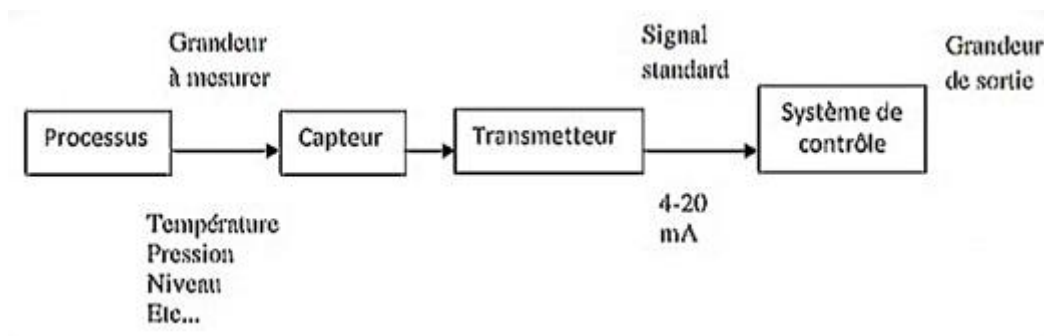 Grandeur
à mesurer
Signal
standard
Grandeur
de sortie
Processus
Capteur
Transmetteur
Système de
contrôle
Température
Pression
Niveau
Etc...
4-20
mA